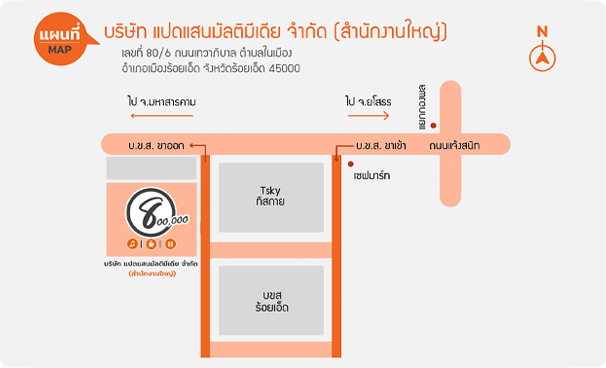 แผนที่
MAP
บริษัท แปดแสนมัลติมีเดีย จำกัด (สำนักงานใหญ่)
เลขที่ 80/6 ถนนเทวาภิบาล ตำบลในเมือง
อำเภอเมืองร้อยเอ็ด จังหวัดร้อยเอ็ด 45000
N
ไป จ.มหาสารคาม
ไป จ.ยโสธร
แยกกองพล
บ.ข.ส. ขาออก
บ.ข.ส. ขาเข้า
ถนนแจ้งสนิท
เซฟมาร์ท
Tsky
ทีสกาย
800,000
บริษัท แปดแสนมัลติมีเดีย จำกัด
(สำนักงานใหญ่)
บขส
ร้อยเอ็ด